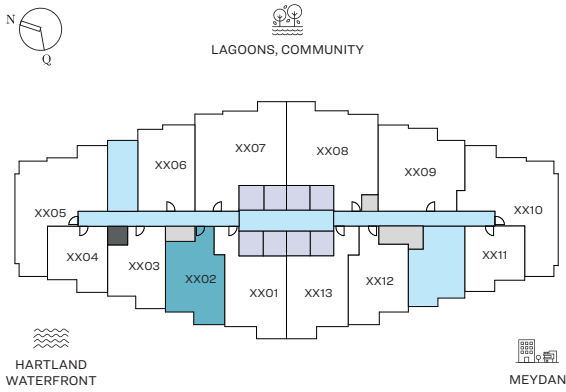 N
Q
LAGOONS, COMMUNITY
XX07
XX08
XX06
XX09
XX05
XX10
XX04
XX03
XX02
XX01
XX13
XX12
XX11
HARTLAND
WATERFRONT
MEYDAN